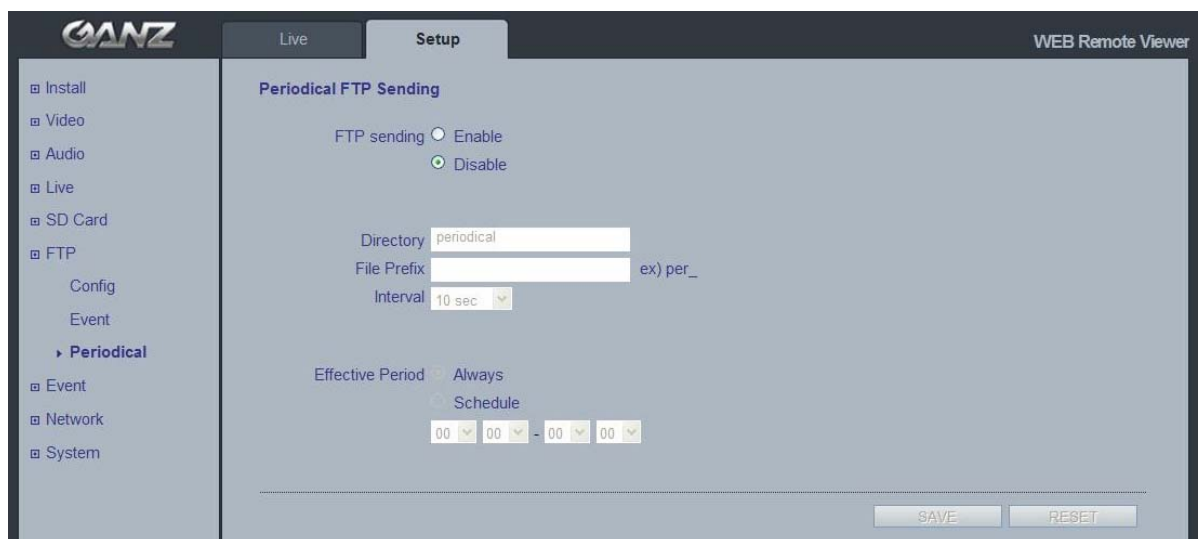 GANZ
Live
Setup
WEB Remote Viewer
Install
Video
Audio
Live
SD Card
FTP
Config
Event
Periodical
Event
Network
System
Periodical FTP Sending
FTP sending Enable
Disable
Directory periodical
File Prefix ex) per_
Interval 10 sec
Effective Period Always
Schedule
00 00 - 00 00
SAVE RESET